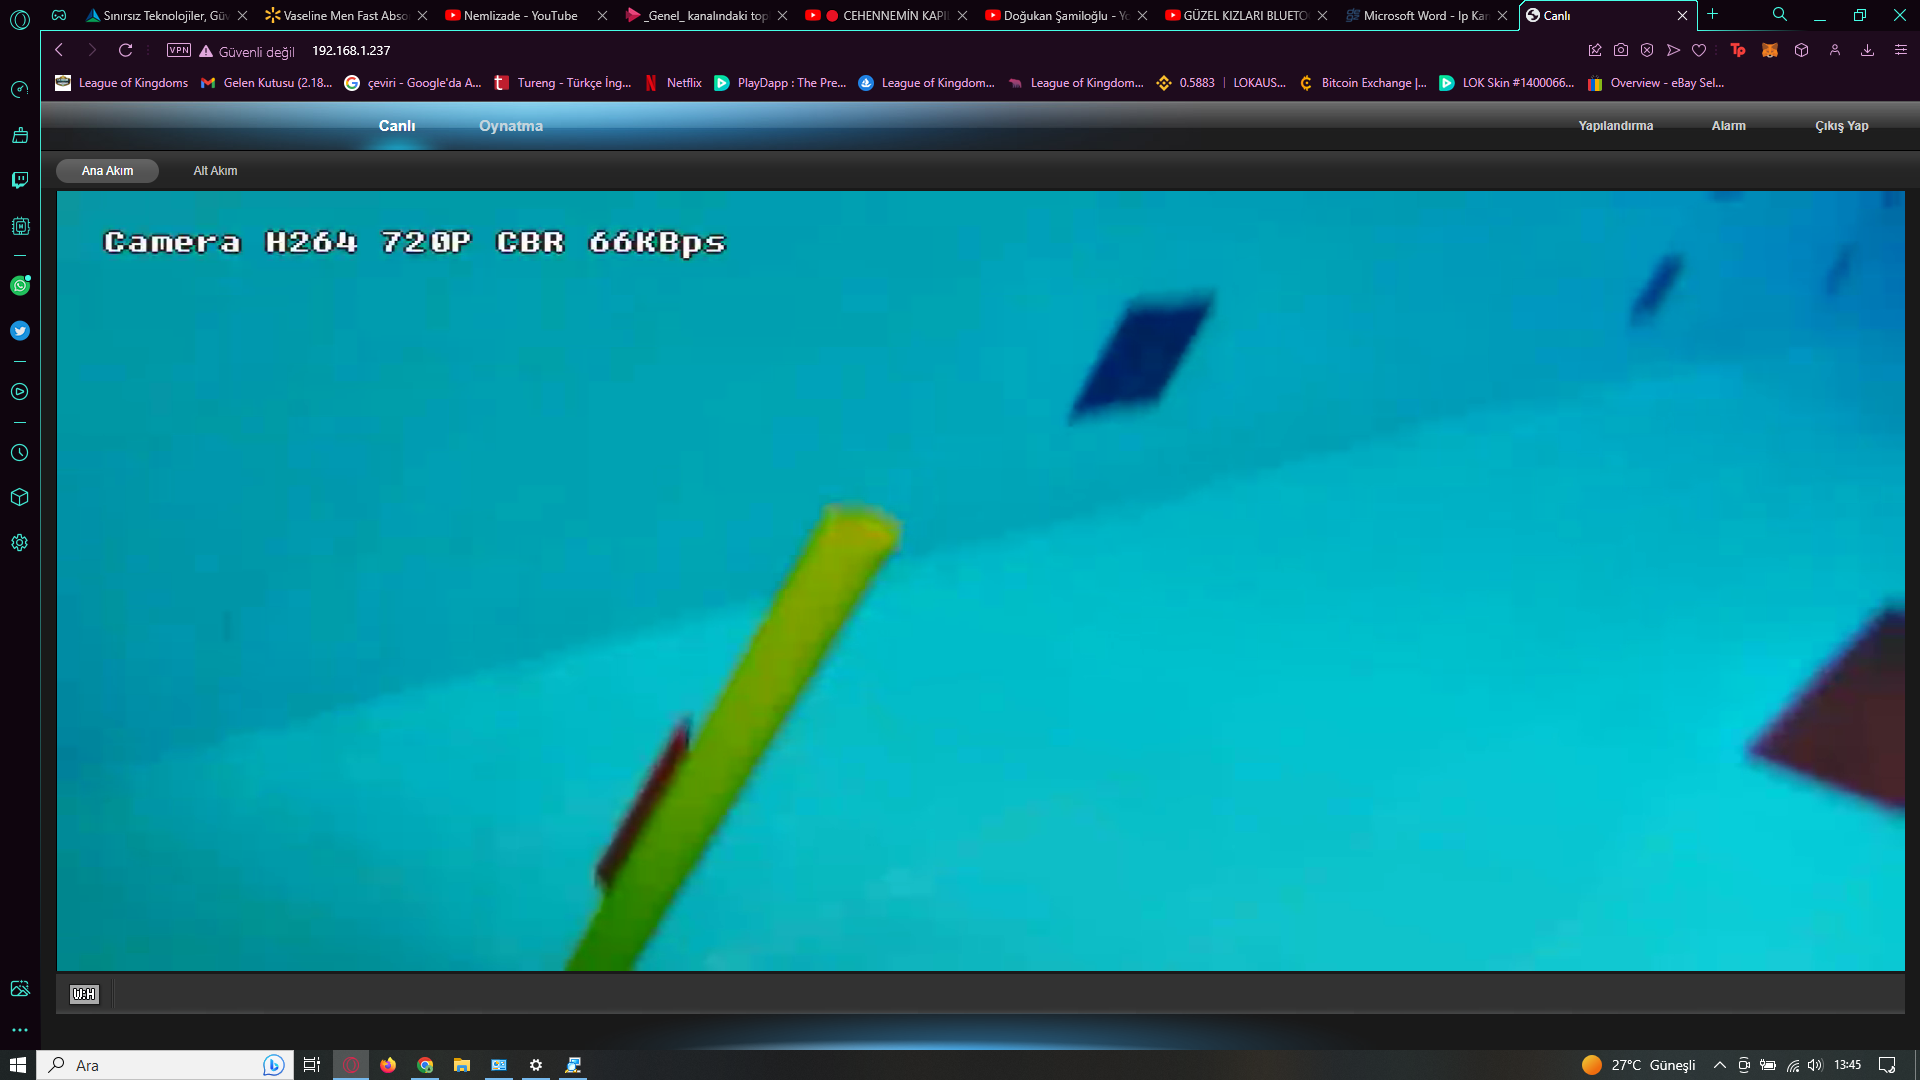 Sınırsız Teknolojiler, Güv
Vaseline Men Fast Abso
Nemlizade - YouTube
_Genel_ kanalındaki top
CEHENNEMİN KAPI
Doğukan Şamiloğlu - Yo
GÜZEL KIZLARI BLUETO
Microsoft Word - Ip Kam
Canlı
VPN
Güvenli değil
192.168.1.237
League of Kingdoms
Gelen Kutusu (2.18...
çeviri - Google'da A...
Tureng - Türkçe İng...
Netflix
PlayDapp : The Pre...
League of Kingdom...
League of Kingdom...
0.5883 | LOKAUS...
Bitcoin Exchange |...
LOK Skin #1400066...
Overview - eBay Sel...
Canlı
Oynatma
Yapılandırma
Alarm
Çıkış Yap
Ana Akım
Alt Akım
Camera H264 720P CBR 66KBps
W:H
Ara
27°C Güneşli
13:45